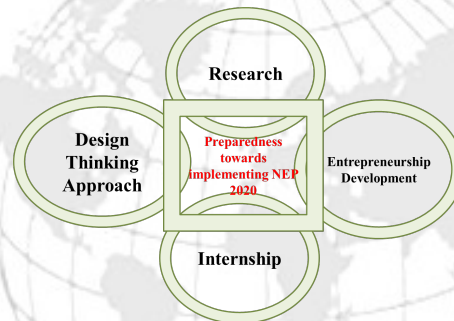 Research
Design
Thinking
Approach
Preparedness
towards
implementing NEP
2020
Entrepreneurship
Development
Internship